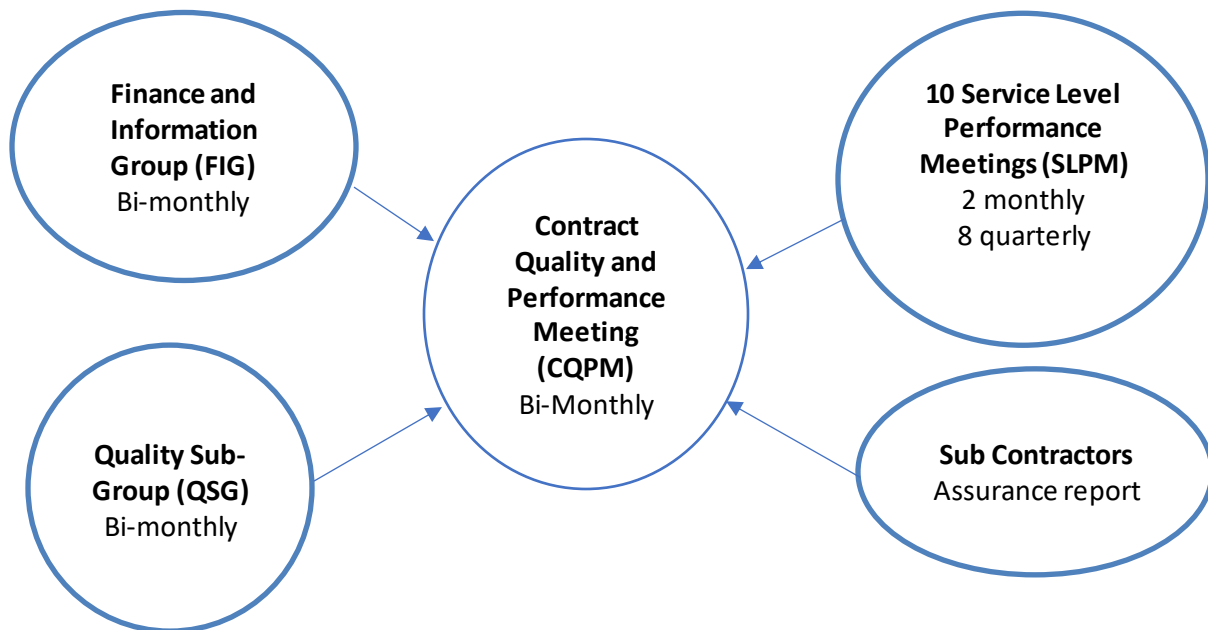 Finance and
Information
Group (FIG)
Bi-monthly
10 Service Level
Performance
Meetings (SLPM)
2 monthly
8 quarterly
Contract
Quality and
Performance
Meeting
(CQPM)
Bi-Monthly
Quality Sub-
Group (QSG)
Bi-monthly
Sub Contractors
Assurance report